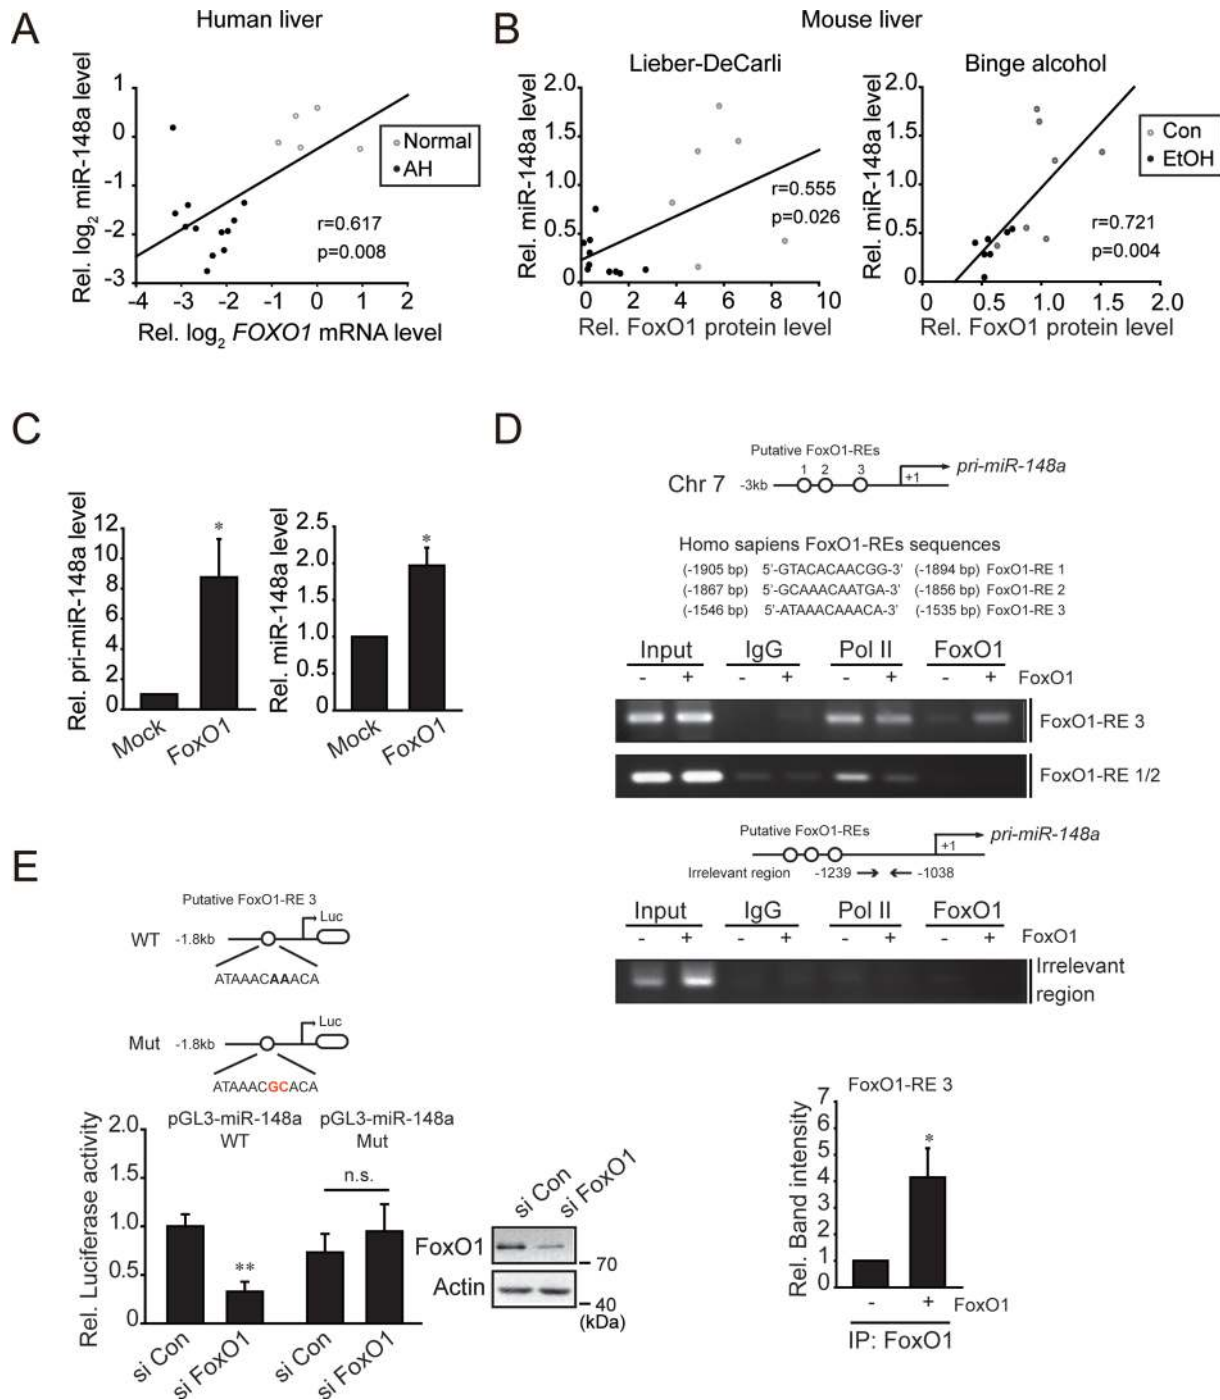 A
Human liver
Rel. log2 miR-148a level
1
0
-1
-2
-3
-4 -3 -2 -1 0 1 2
Rel. log2 FOXO1 mRNA level
Normal
AH
r=0.617
p=0.008
B
Mouse liver
Lieber-DeCarli
Rel. miR-148a level
2.0
1.5
1.0
0.5
0
0 2 4 6 8 10
Rel. FoxO1 protein level
r=0.555
p=0.026
Binge alcohol
Rel. miR-148a level
2.0
1.5
1.0
0.5
0
0 0.5 1.0 1.5 2.0
Rel. FoxO1 protein level
Con
EtOH
r=0.721
p=0.004
C
Rel. pri-miR-148a level
12
10
8
6
4
2
0
*
Mock
FoxO1
Rel. miR-148a level
2.5
2.0
1.5
1.0
0.5
0
*
Mock
FoxO1
D
Putative FoxO1-REs
1 2 3
Chr 7 -3kb +1 pri-miR-148a
Homo sapiens FoxO1-REs sequences
(-1905 bp) 5'-GTACACAACGG-3' (-1894 bp) FoxO1-RE 1
(-1867 bp) 5'-GCAAACAATGA-3' (-1856 bp) FoxO1-RE 2
(-1546 bp) 5'-ATAAACAAACA-3' (-1535 bp) FoxO1-RE 3
Input IgG Pol II FoxO1
- + - + - + - + FoxO1
FoxO1-RE 3
FoxO1-RE 1/2
Putative FoxO1-REs
+1 pri-miR-148a
Irrelevant region -1239 -1038
Input IgG Pol II FoxO1
- + - + - + - + FoxO1
Irrelevant
region
FoxO1-RE 3
Rel. Band intensity
7
6
5
4
3
2
1
0
*
- + FoxO1
IP: FoxO1
E
Putative FoxO1-RE 3
WT -1.8kb Luc
ATAAACAAACA
Mut -1.8kb Luc
ATAAACGCACA
pGL3-miR-148a
WT
pGL3-miR-148a
Mut
Rel. Luciferase activity
2.0
1.5
1.0
0.5
0
**
n.s.
si Con
si FoxO1
si Con
si FoxO1
si Con
si FoxO1
FoxO1
70
Actin
40
(kDa)